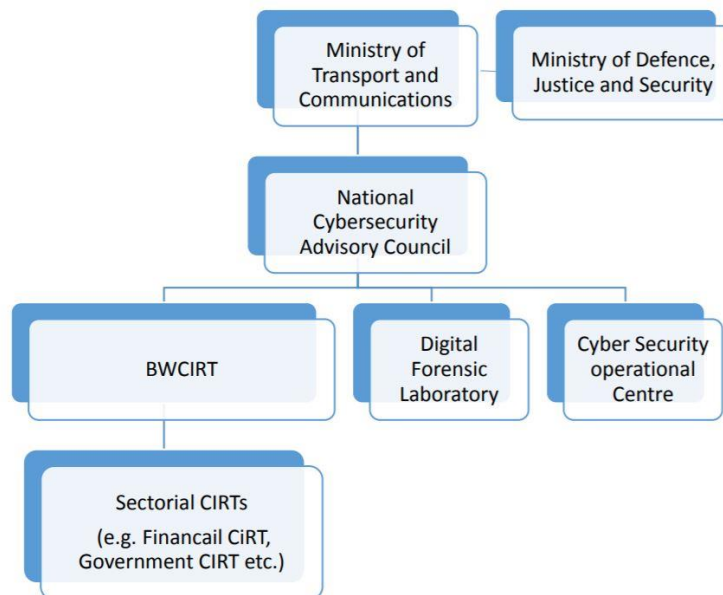 Ministry of
Transport and
Communications
Ministry of Defence,
Justice and Security
National
Cybersecurity
Advisory Council
BWCIRT
Digital
Forensic
Laboratory
Cyber Security
operational
Centre
Sectorial CIRTs
(e.g. Financail CiRT,
Government CIRT etc.)